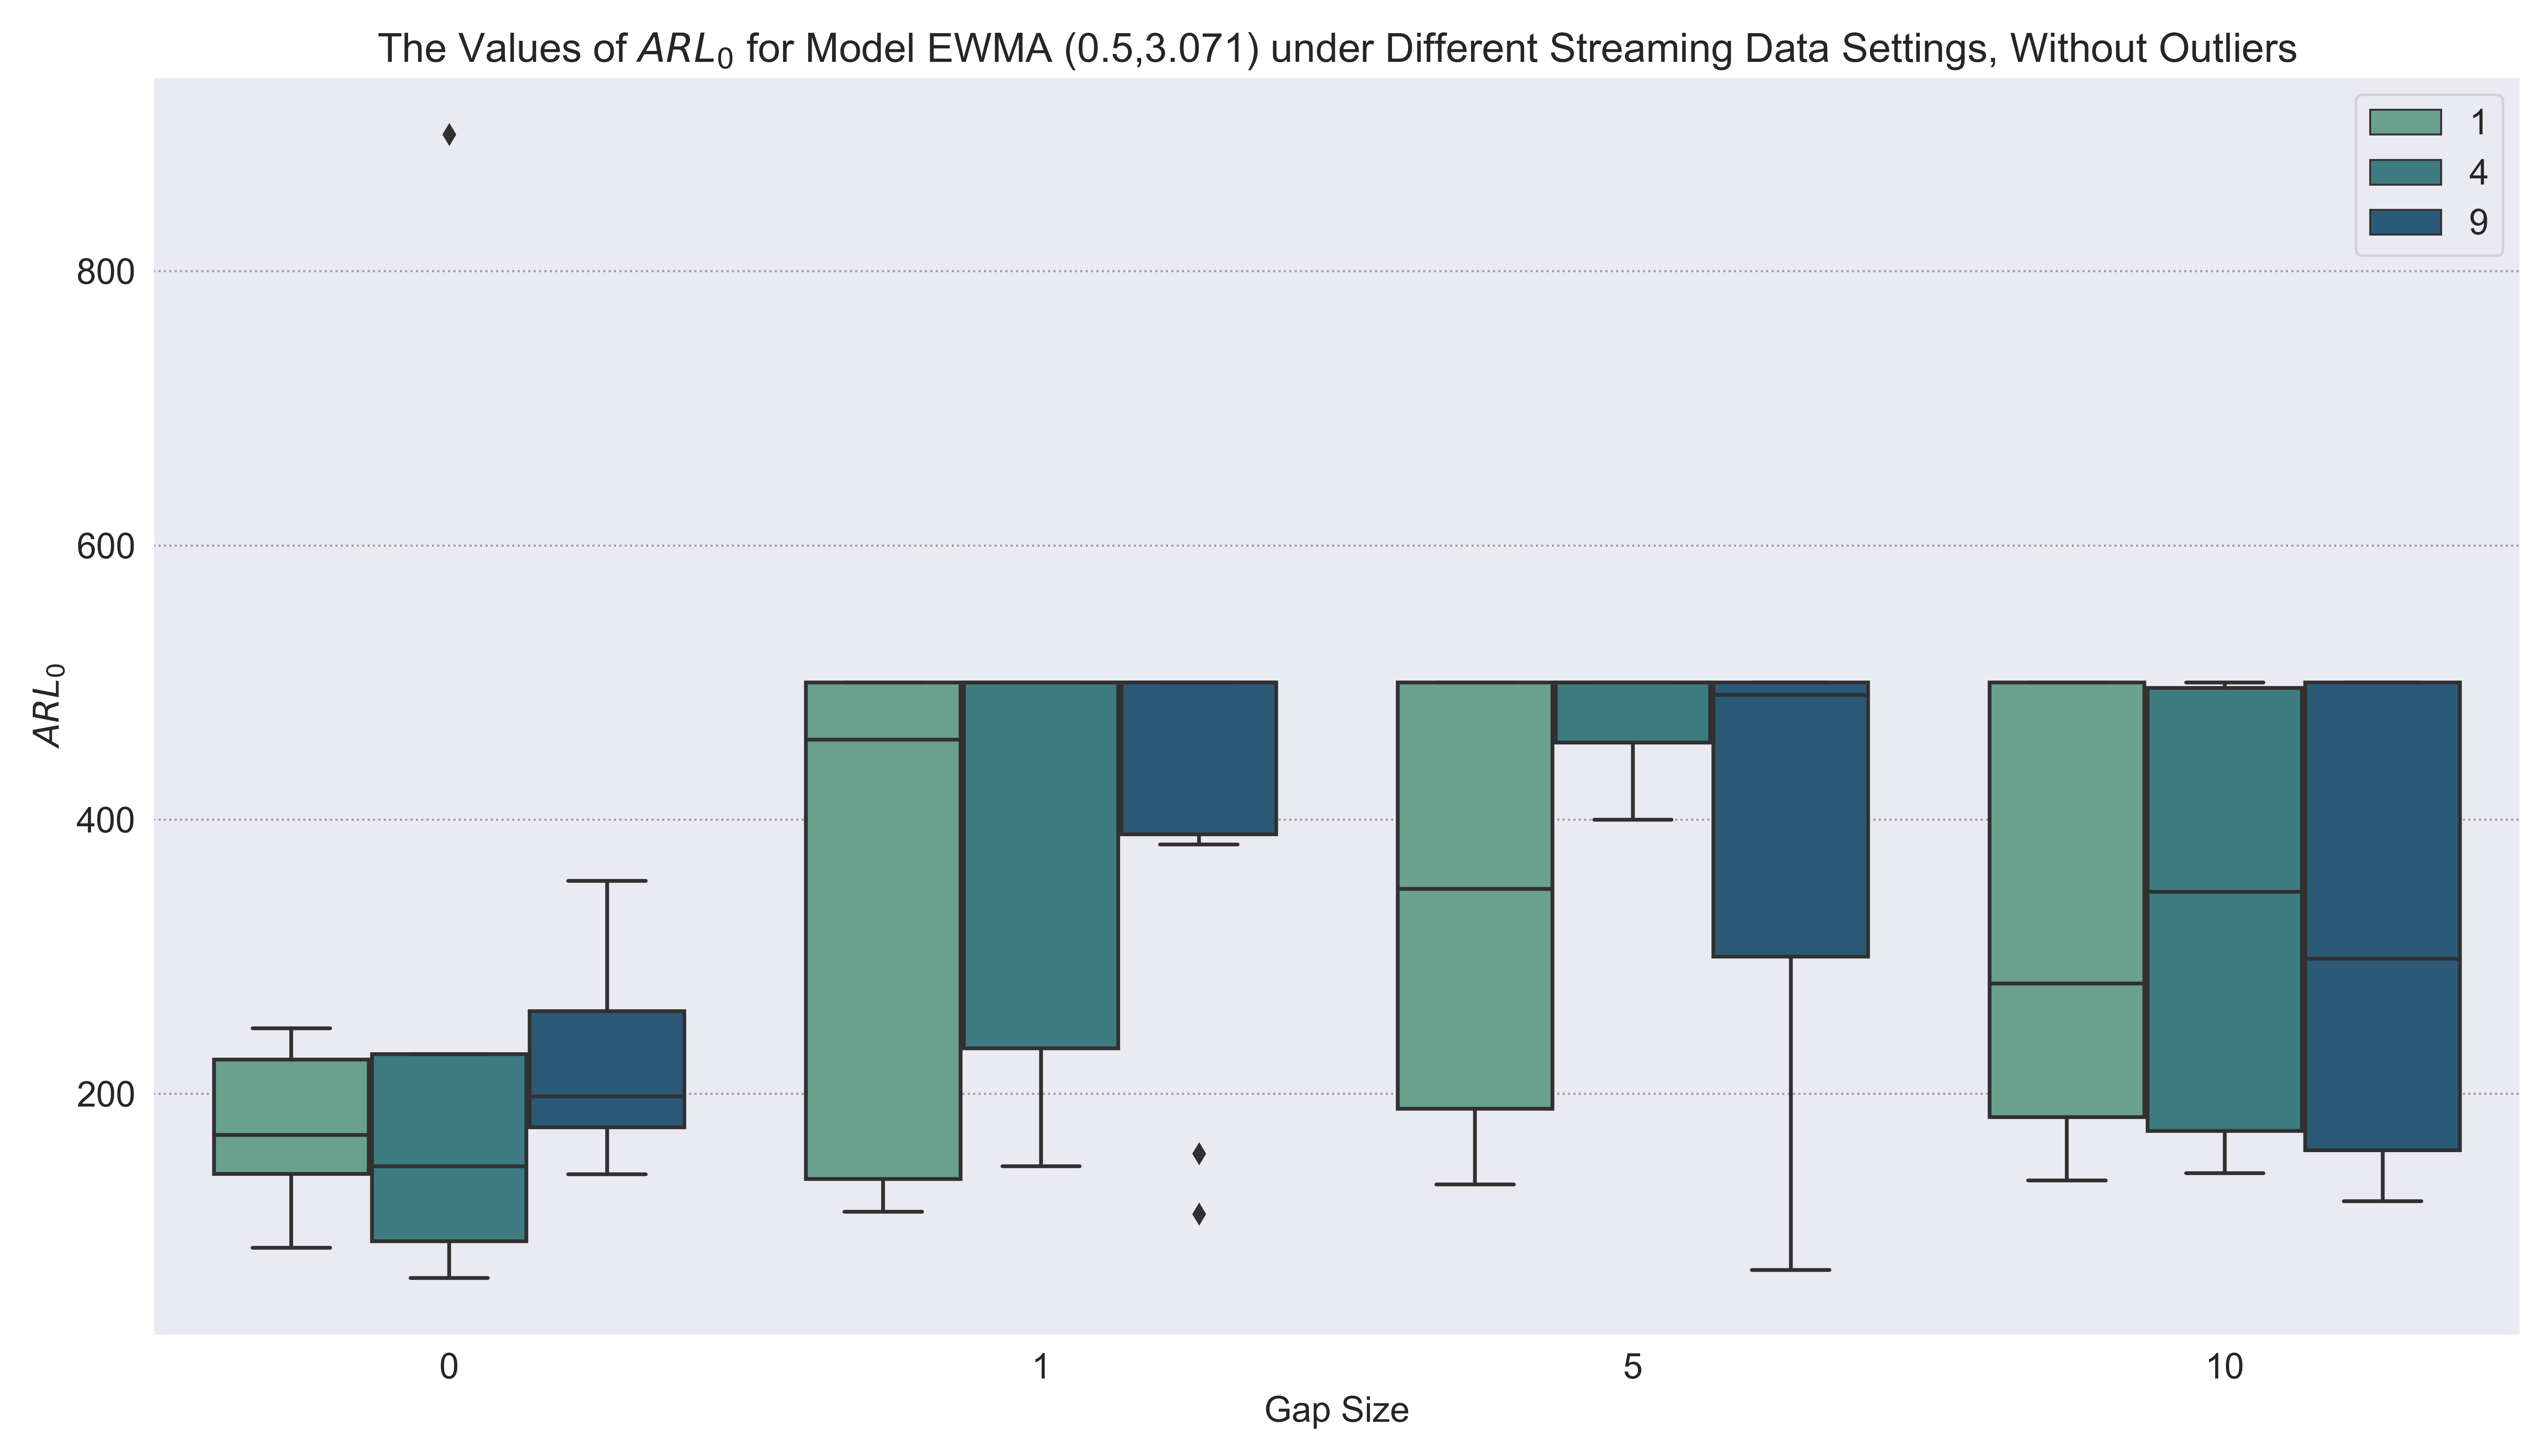 The Values of ARL₀ for Model EWMA (0.5,3.071) under Different Streaming Data Settings, Without Outliers
1
4
9
800
600
400
200
ARL₀
0 1 5 10
Gap Size